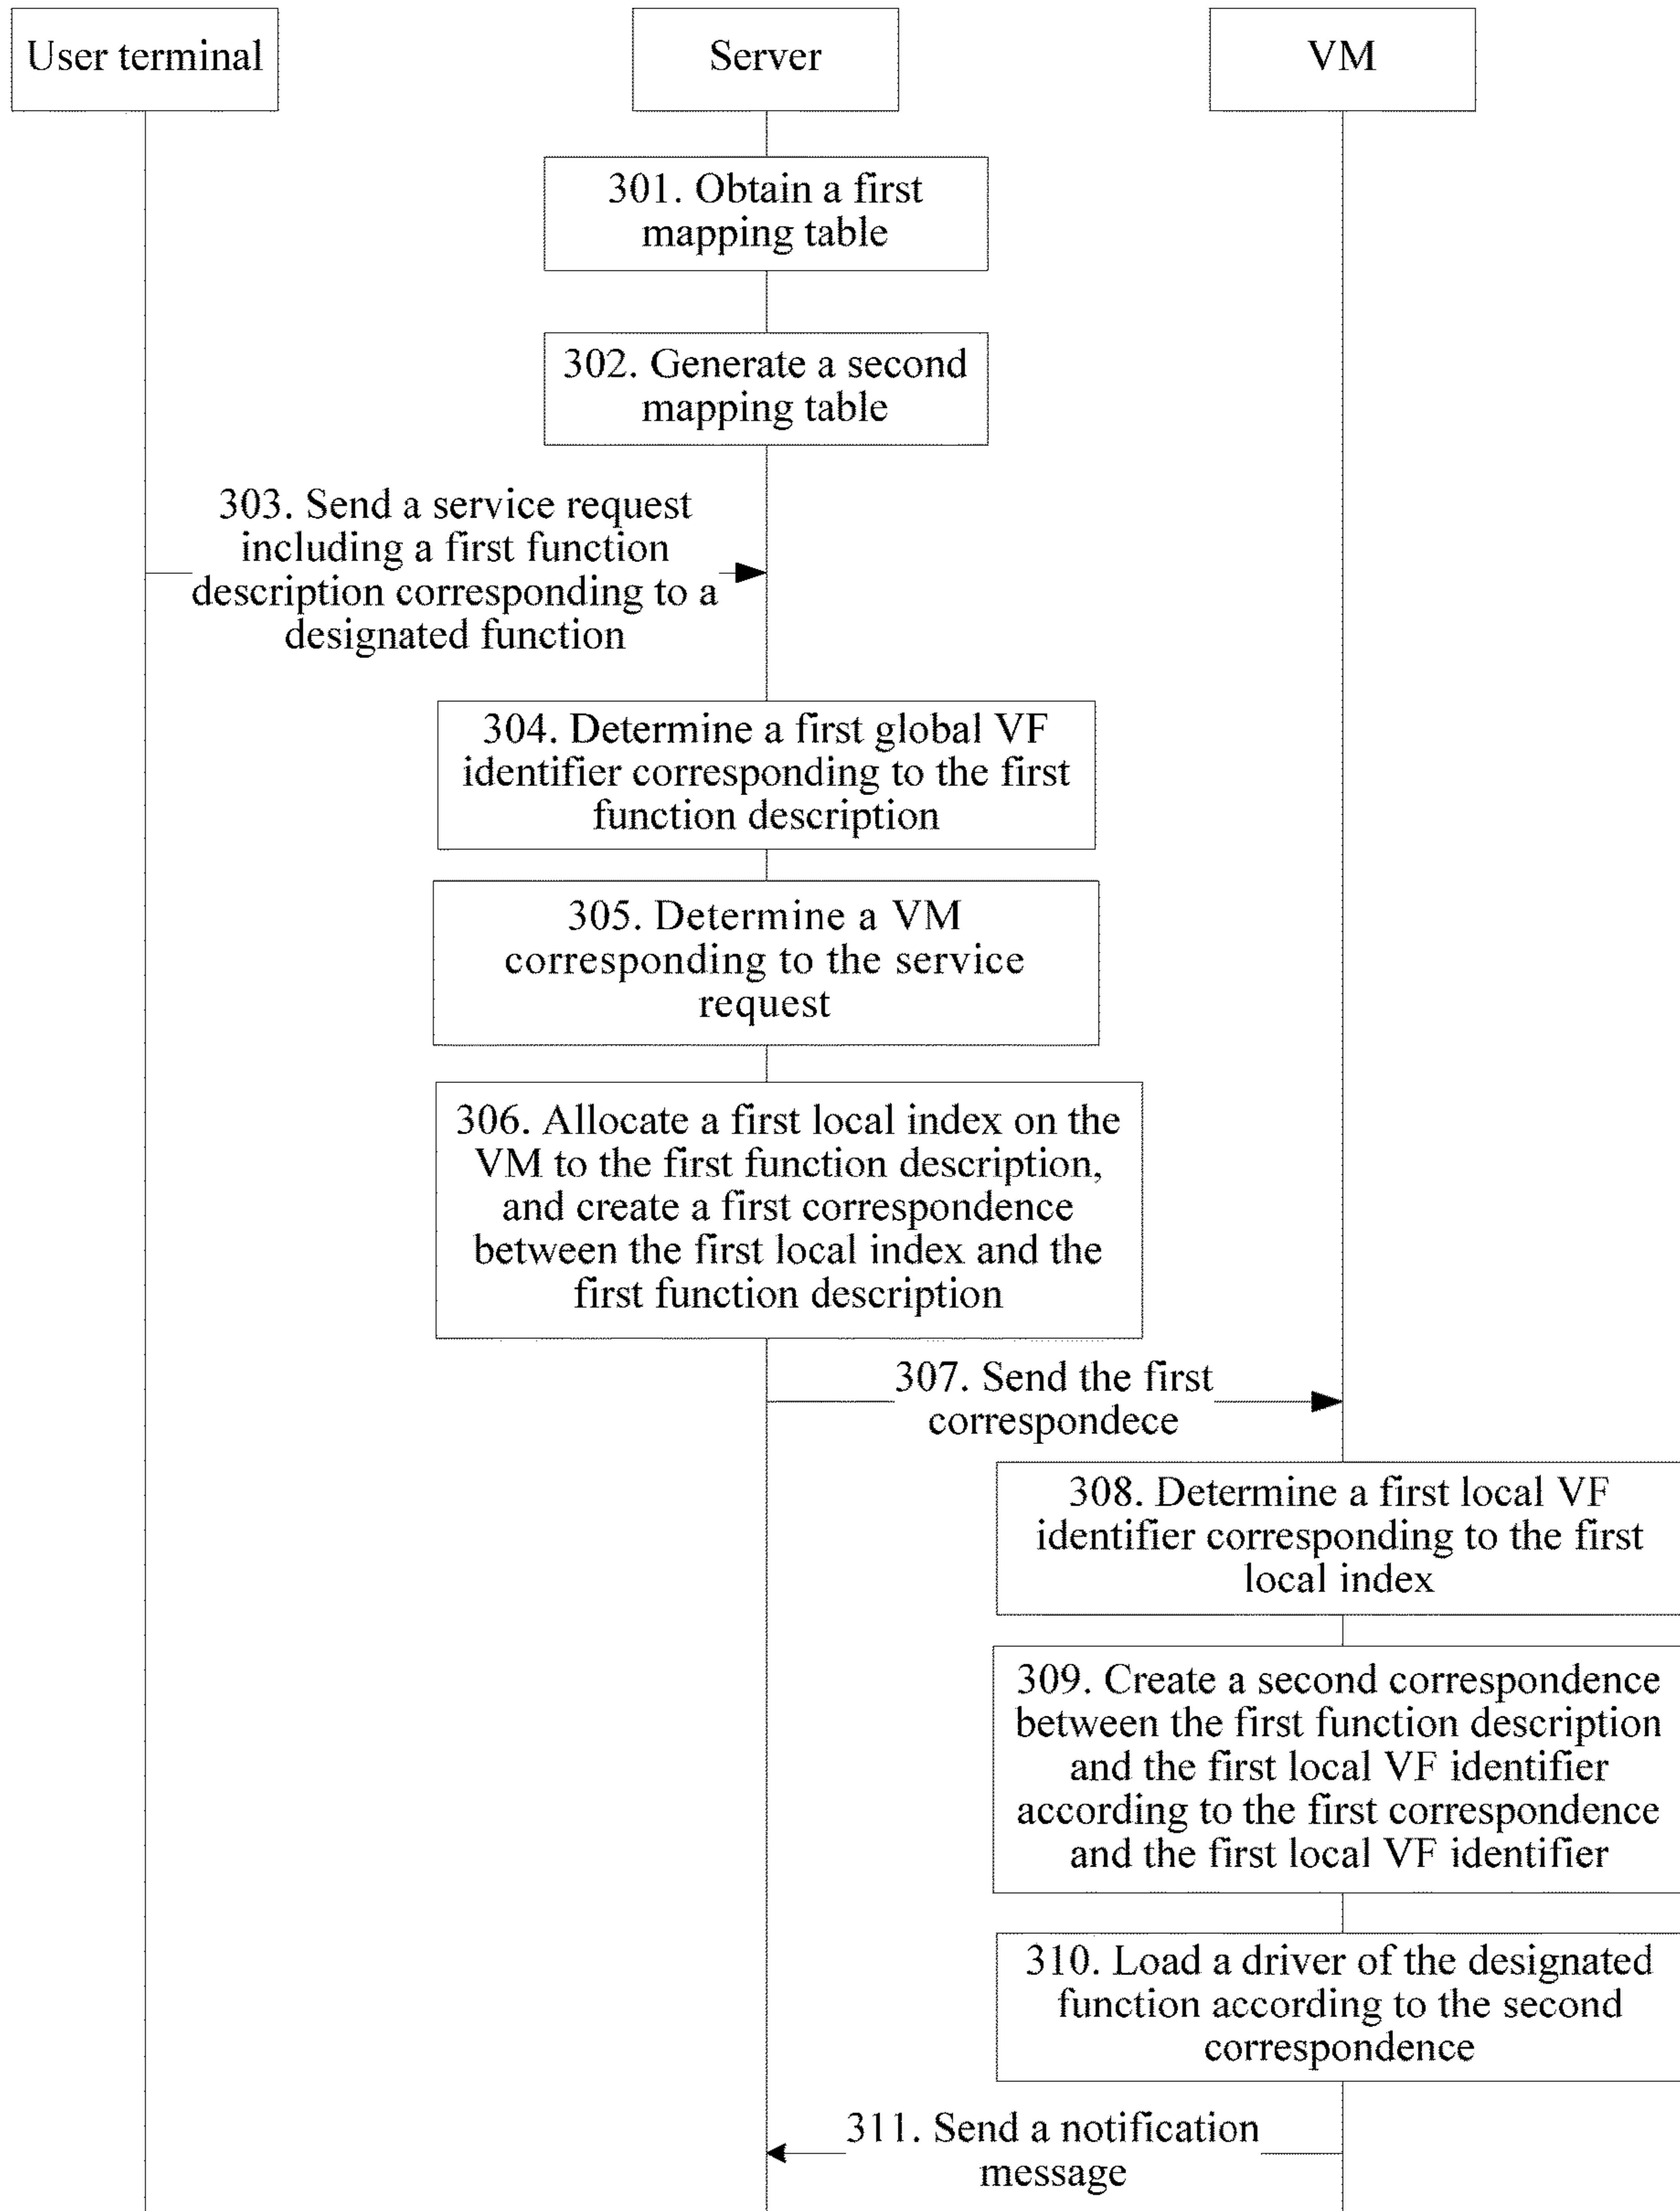 User terminal
Server
VM
301. Obtain a first
mapping table
302. Generate a second
mapping table
303. Send a service request
including a first function
description corresponding to a
designated function
304. Determine a first global VF
identifier corresponding to the first
function description
305. Determine a VM
corresponding to the service
request
306. Allocate a first local index on the
VM to the first function description,
and create a first correspondence
between the first local index and the
first function description
307. Send the first
correspondece
308. Determine a first local VF
identifier corresponding to the first
local index
309. Create a second correspondence
between the first function description
and the first local VF identifier
according to the first correspondence
and the first local VF identifier
310. Load a driver of the designated
function according to the second
correspondence
311. Send a notification
message